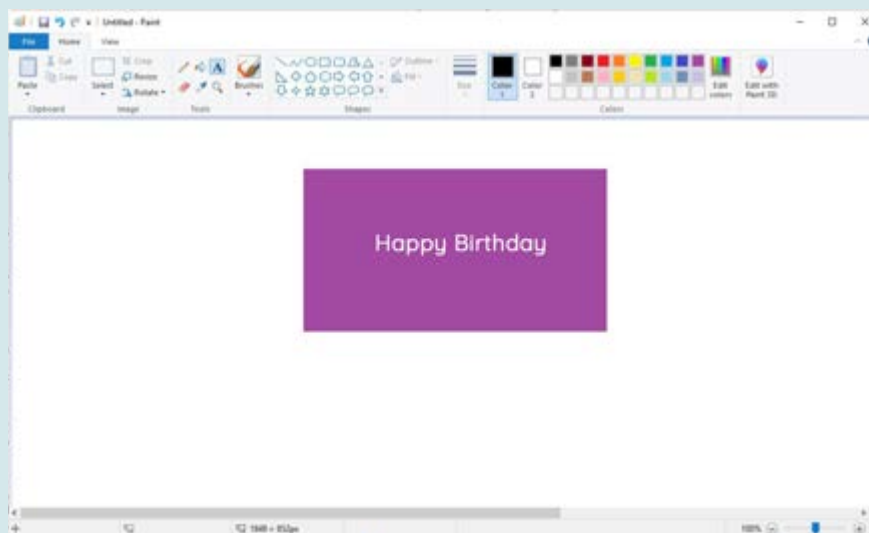 Untitled - Paint
File Home View
Paste
Cut
Copy
Clipboard
Select
Crop
Resize
Rotate
Image
A
Tools
Brushes
Outline
Fill
Shapes
Size
Color 1
Color 2
Edit colors
Colors
Edit with Paint 3D
Happy Birthday
100%